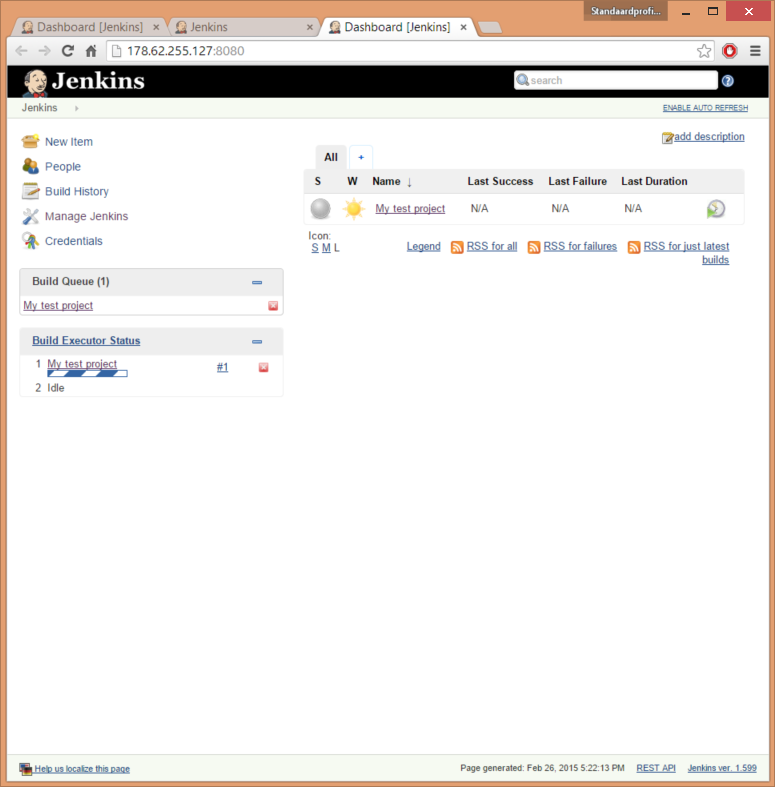 Standaardprofi...
Dashboard [Jenkins] Jenkins Dashboard [Jenkins]
178.62.255.127:8080
Jenkins search
Jenkins ENABLE AUTO REFRESH
add description
New Item
People
Build History
Manage Jenkins
Credentials
Build Queue (1)
My test project
Build Executor Status
1 My test project #1
2 Idle
All +
S W Name ↓ Last Success Last Failure Last Duration
My test project N/A N/A N/A
Icon:
S M L
Legend RSS for all RSS for failures RSS for just latest
builds
Help us localize this page Page generated: Feb 26, 2015 5:22:13 PM REST API Jenkins ver. 1.599